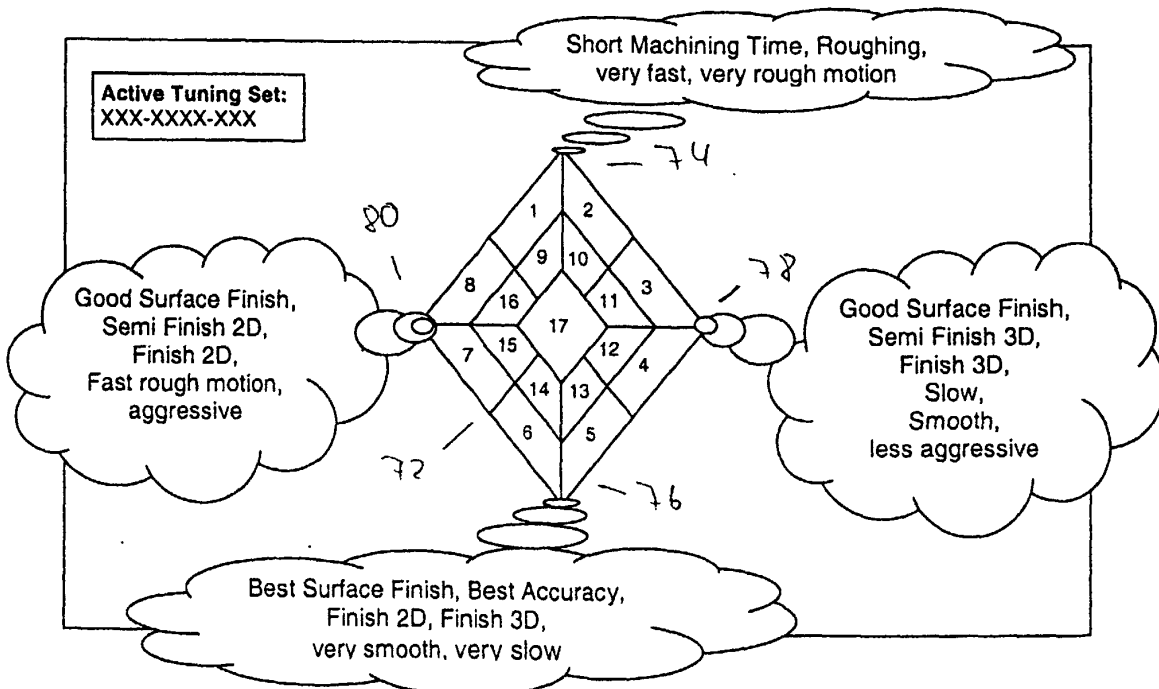 Short Machining Time, Roughing,
very fast, very rough motion
Active Tuning Set:
XXX-XXXX-XXX
74
1 2
80
9 10
78
8 3
16 11
Good Surface Finish,
Semi Finish 2D,
Finish 2D,
Fast rough motion,
aggressive
17
Good Surface Finish,
Semi Finish 3D,
Finish 3D,
Slow,
Smooth,
less aggressive
15 12
7 4
14 13
6 5
72
76
Best Surface Finish, Best Accuracy,
Finish 2D, Finish 3D,
very smooth, very slow